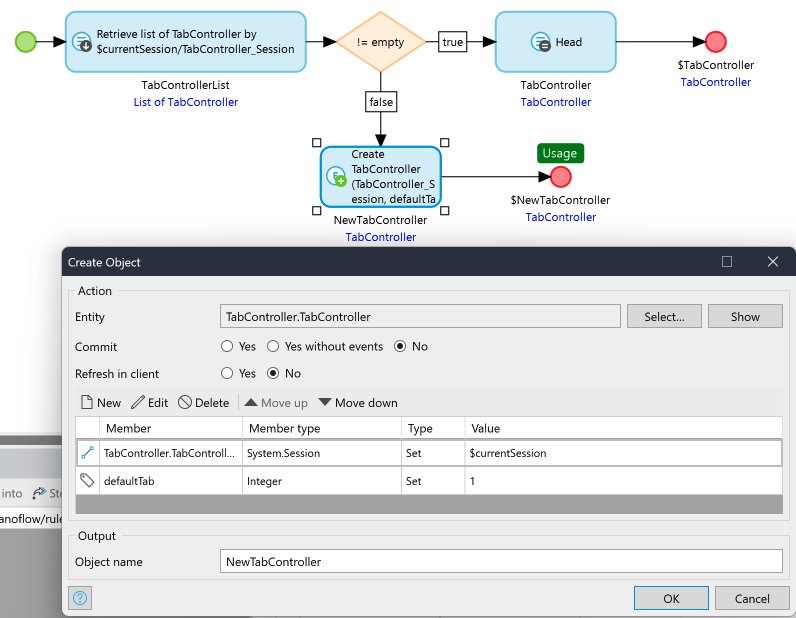 Retrieve list of TabController by
$currentSession/TabController_Session
TabControllerList
List of TabController
!= empty
true
Head
TabController
TabController
$TabController
TabController
false
Create
TabController
(TabController_S
ession, defaultTa
NewTabController
TabController
Usage
$NewTabController
TabController
Create Object
Action
Entity
TabController.TabController
Select...
Show
Commit
Yes
Yes without events
No
Refresh in client
Yes
No
New
Edit
Delete
Move up
Move down
Member
Member type
Type
Value
TabController.TabControll...
System.Session
Set
$currentSession
defaultTab
Integer
Set
1
into
Ste
anoflow/rule
Output
Object name
NewTabController
?
OK
Cancel